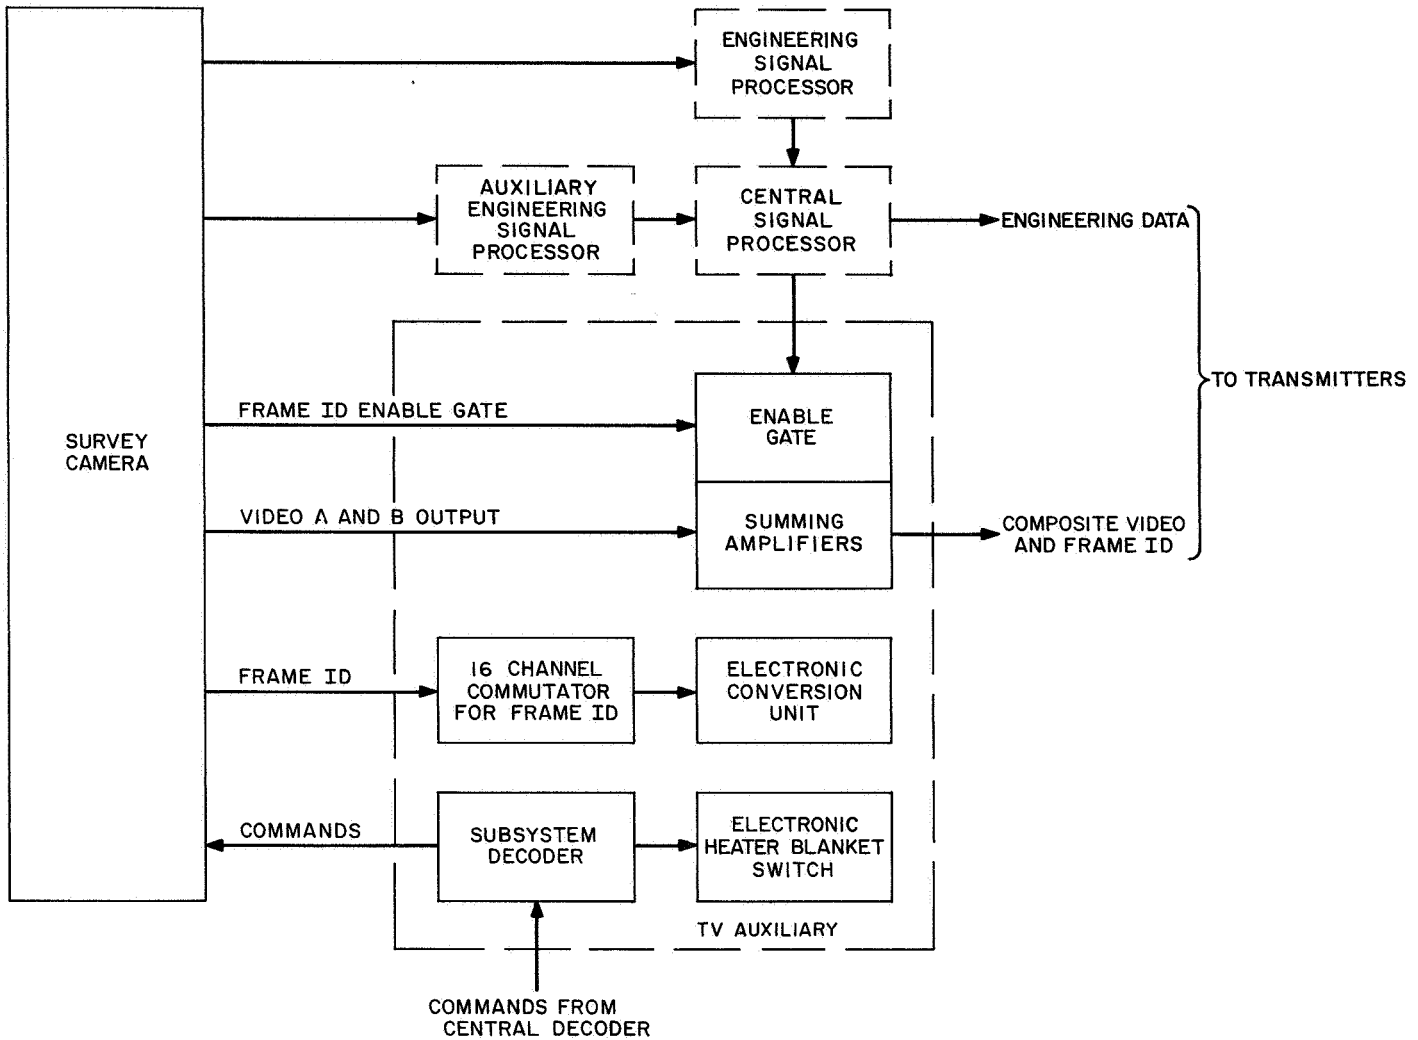 ENGINEERING
SIGNAL
PROCESSOR
AUXILIARY
ENGINEERING
SIGNAL
PROCESSOR
CENTRAL
SIGNAL
PROCESSOR
ENGINEERING DATA
TO TRANSMITTERS
SURVEY
CAMERA
FRAME ID ENABLE GATE
ENABLE
GATE
VIDEO A AND B OUTPUT
SUMMING
AMPLIFIERS
COMPOSITE VIDEO
AND FRAME ID
FRAME ID
16 CHANNEL
COMMUTATOR
FOR FRAME ID
ELECTRONIC
CONVERSION
UNIT
COMMANDS
SUBSYSTEM
DECODER
ELECTRONIC
HEATER BLANKET
SWITCH
TV AUXILIARY
COMMANDS FROM
CENTRAL DECODER